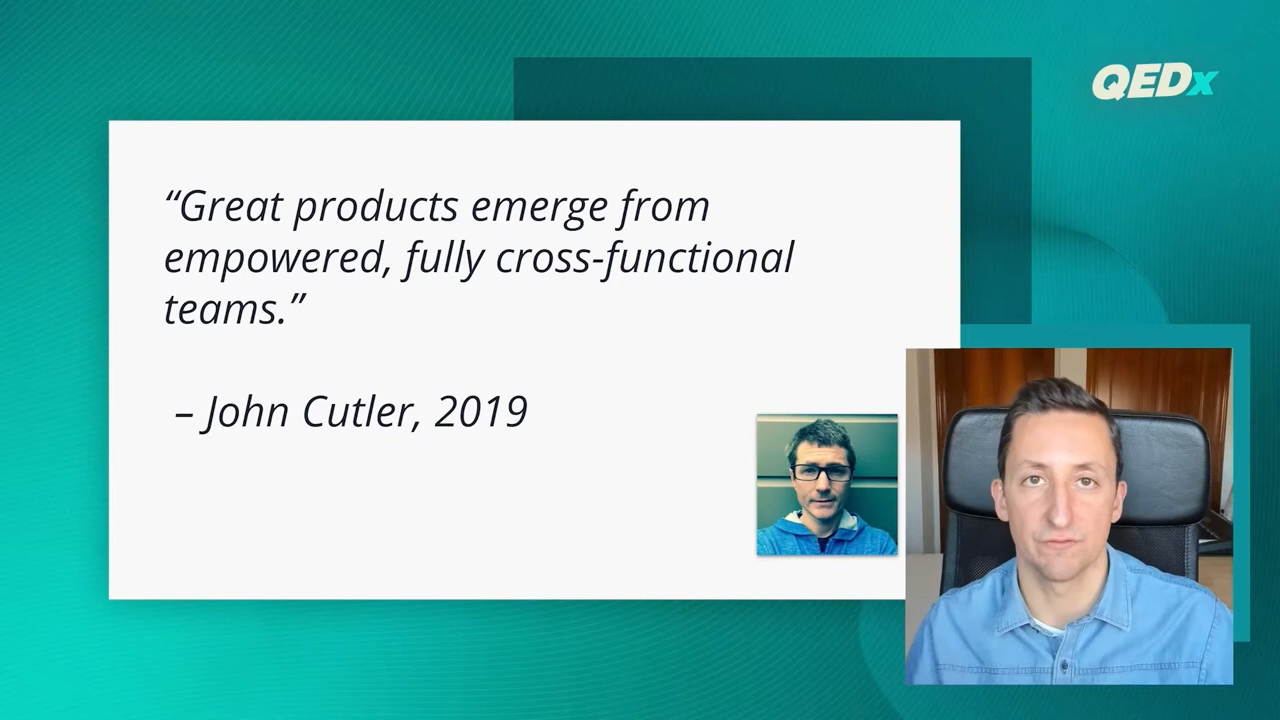 “Great products emerge from
empowered, fully cross-functional
teams.”
– John Cutler, 2019
QEDx